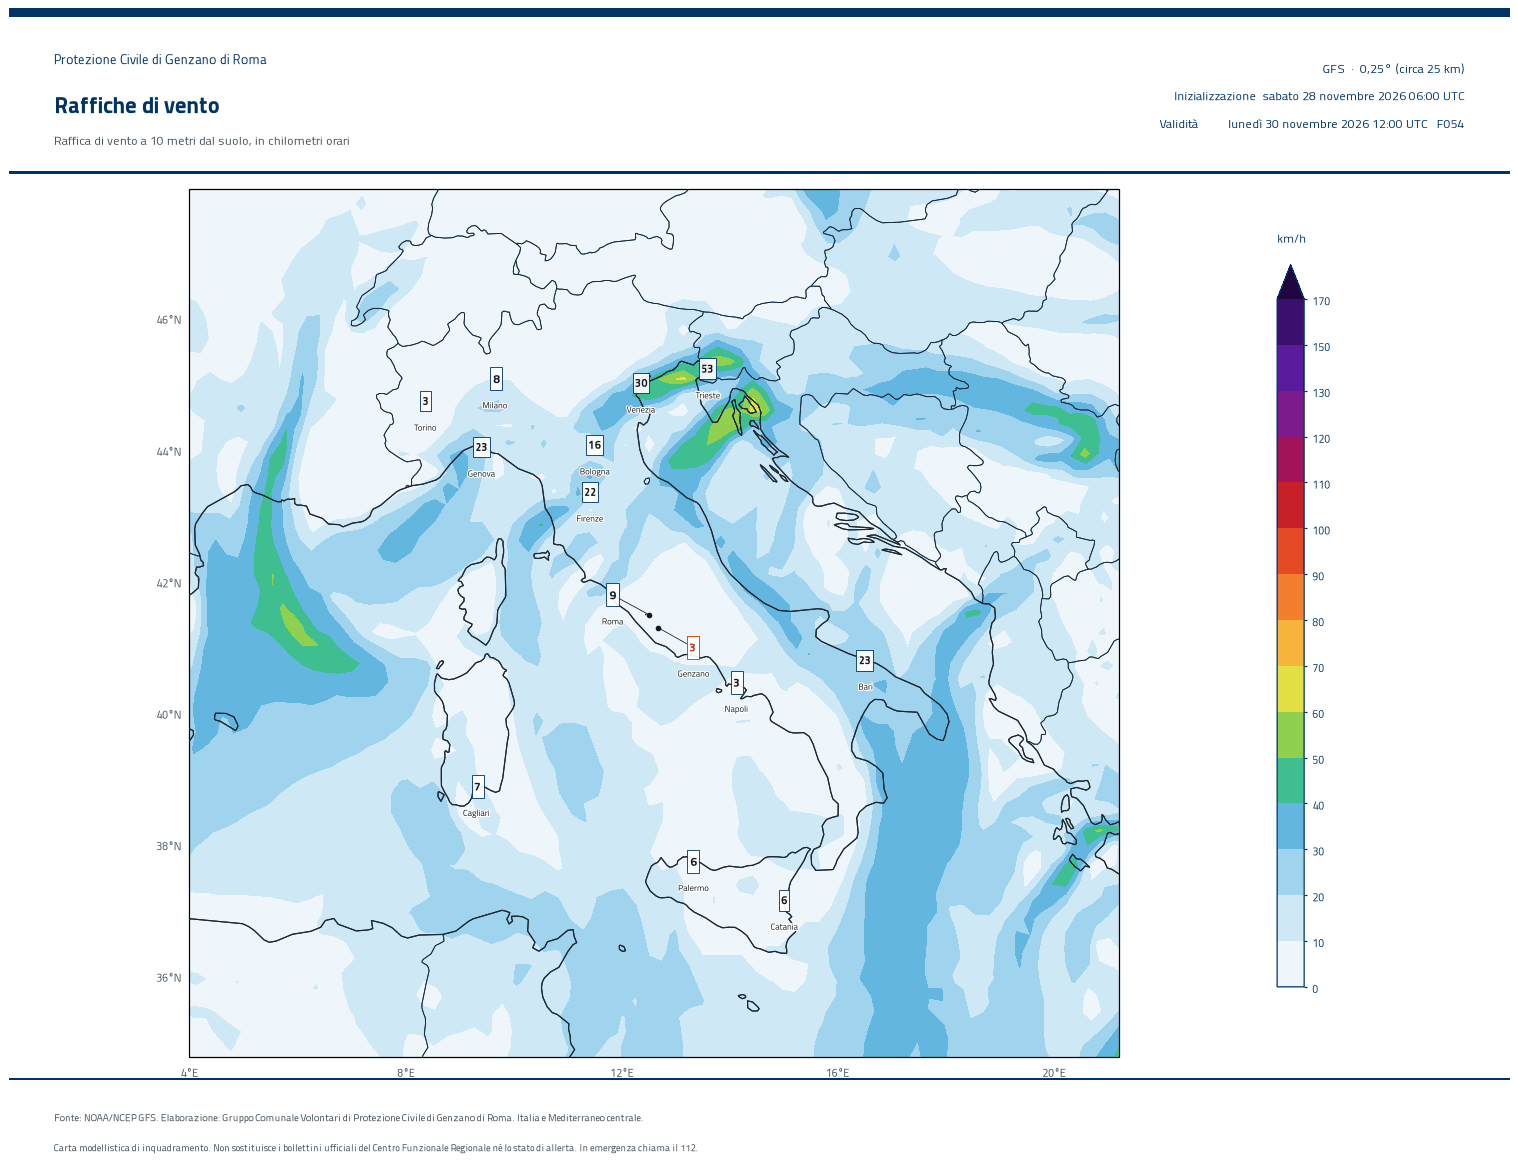 Protezione Civile di Genzano di Roma
Raffiche di vento
Raffica di vento a 10 metri dal suolo, in chilometri orari
GFS · 0,25° (circa 25 km)
Inizializzazione sabato 28 novembre 2026 06:00 UTC
Validità lunedì 30 novembre 2026 12:00 UTC F054
km/h
170
150
130
120
110
100
90
80
70
60
50
40
30
20
10
0
46°N
44°N
42°N
40°N
38°N
36°N
4°E
8°E
12°E
16°E
20°E
53
Trieste
30
Venezia
8
Milano
3
Torino
23
Genova
16
Bologna
22
Firenze
9
Roma
3
Genzano
3
Napoli
23
Bari
7
Cagliari
6
Palermo
6
Catania
Fonte: NOAA/NCEP GFS. Elaborazione: Gruppo Comunale Volontari di Protezione Civile di Genzano di Roma. Italia e Mediterraneo centrale.
Carta modellistica di inquadramento. Non sostituisce i bollettini ufficiali del Centro Funzionale Regionale né lo stato di allerta. In emergenza chiama il 112.